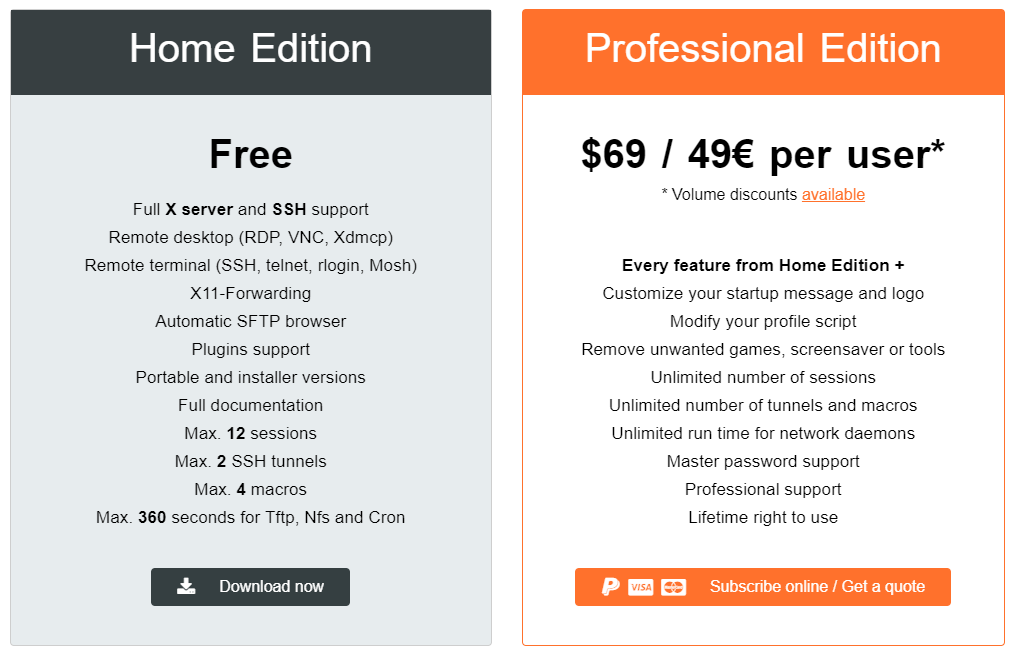 Home Edition
Free
Full X server and SSH support
Remote desktop (RDP, VNC, Xdmcp)
Remote terminal (SSH, telnet, rlogin, Mosh)
X11-Forwarding
Automatic SFTP browser
Plugins support
Portable and installer versions
Full documentation
Max. 12 sessions
Max. 2 SSH tunnels
Max. 4 macros
Max. 360 seconds for Tftp, Nfs and Cron
Download now
Professional Edition
$69 / 49€ per user*
* Volume discounts available
Every feature from Home Edition +
Customize your startup message and logo
Modify your profile script
Remove unwanted games, screensaver or tools
Unlimited number of sessions
Unlimited number of tunnels and macros
Unlimited run time for network daemons
Master password support
Professional support
Lifetime right to use
VISA Subscribe online / Get a quote